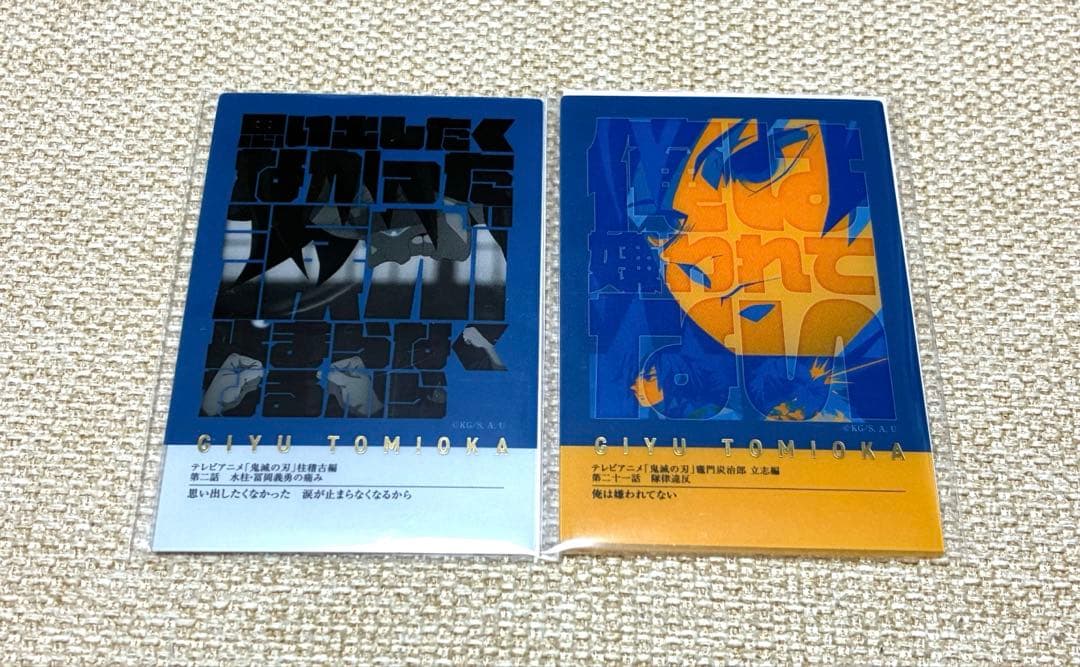 思い出したく
なかった
涙が
止まらなく
なるから
©KG/S, A, U
GIYU TOMIOKA
テレビアニメ「鬼滅の刃」柱稽古編
第二話　水柱・冨岡義勇の痛み
思い出したくなかった　涙が止まらなくなるから
俺は
嫌われて
ない
©KG/S, A, U
GIYU TOMIOKA
テレビアニメ「鬼滅の刃」竈門炭治郎 立志編
第二十一話　隊律違反
俺は嫌われてない